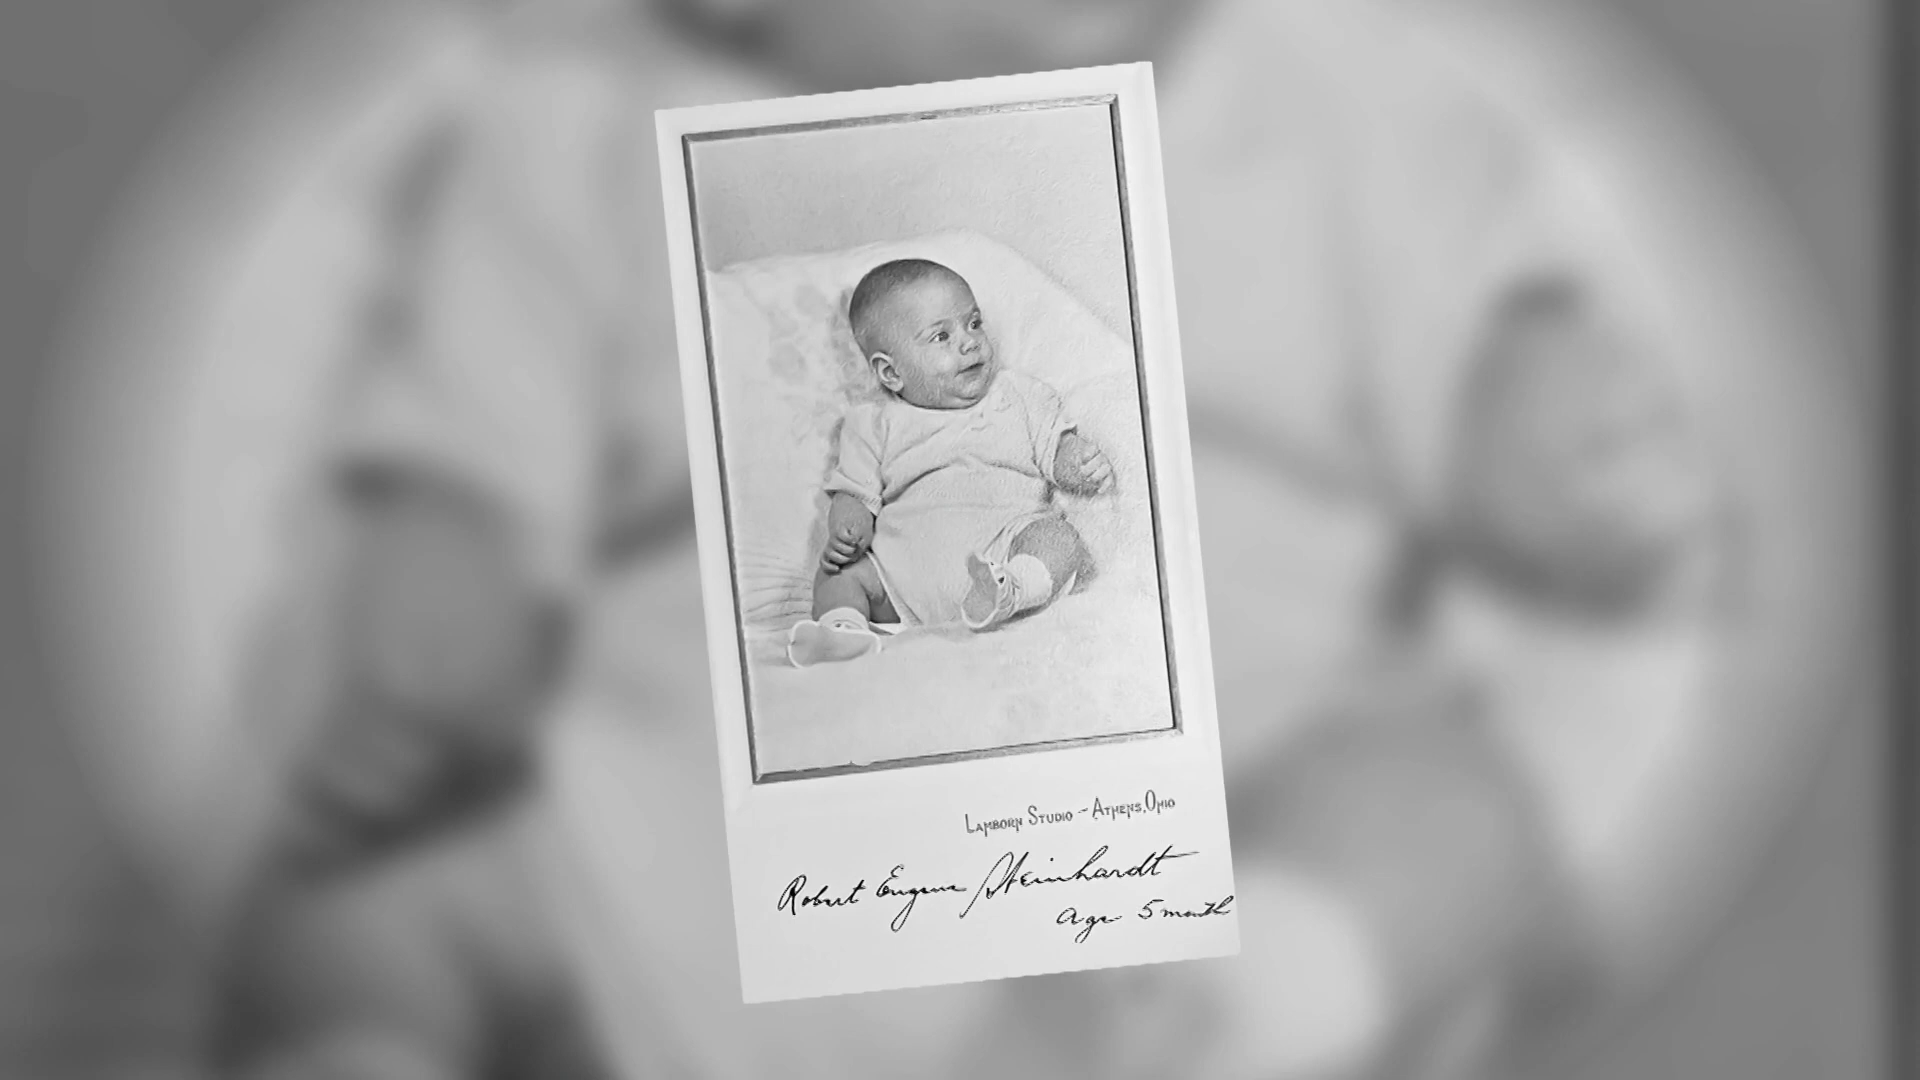 Lamborn Studio - Athens, Ohio
Robert Eugene Steinhardt
age 5 month